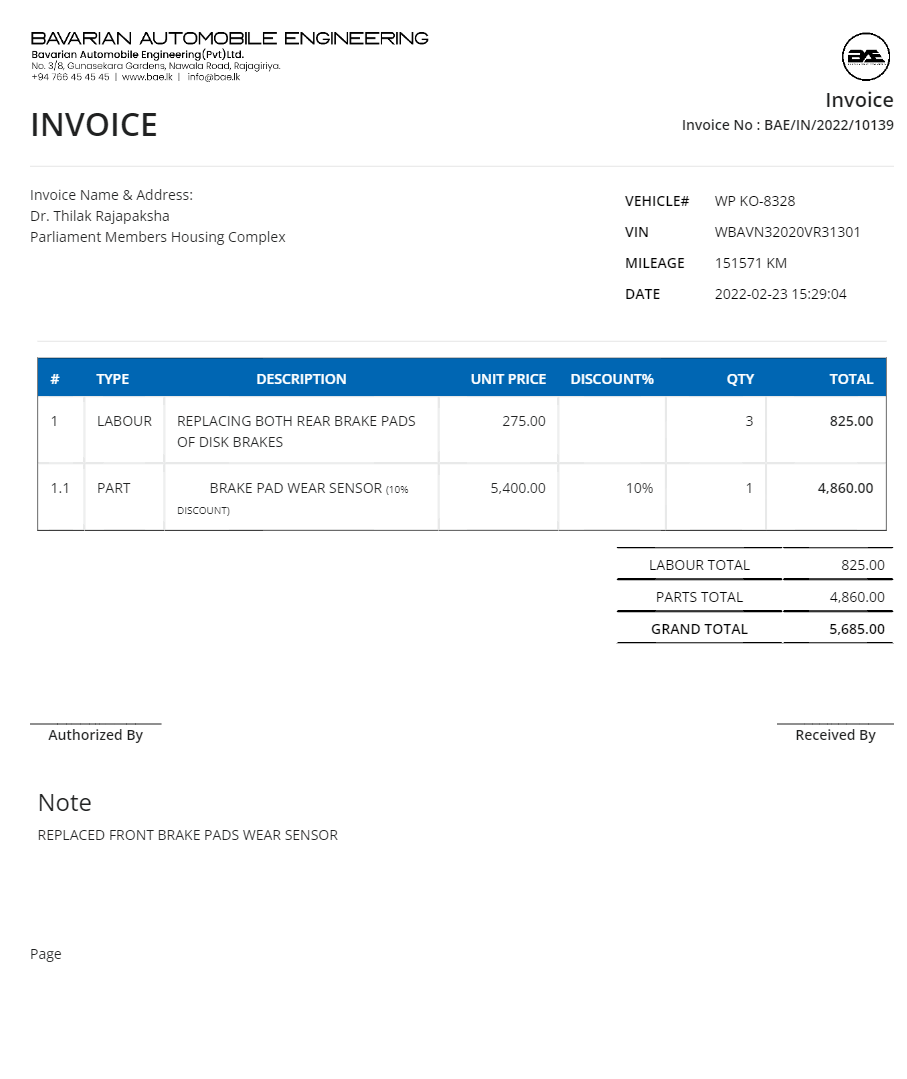 BAVARIAN AUTOMOBILE ENGINEERING
Bavarian Automobile Engineering(Pvt)Ltd.
No. 3/8, Gunasekara Gardens, Nawala Road, Rajagiriya.
+94 766 45 45 45 | www.bae.lk | info@bae.lk
BAE
Invoice
INVOICE
Invoice No : BAE/IN/2022/10139
Invoice Name & Address:
Dr. Thilak Rajapaksha
Parliament Members Housing Complex
VEHICLE# WP KO-8328
VIN WBAVN32020VR31301
MILEAGE 151571 KM
DATE 2022-02-23 15:29:04
# TYPE DESCRIPTION UNIT PRICE DISCOUNT% QTY TOTAL
1 LABOUR REPLACING BOTH REAR BRAKE PADS 275.00 3 825.00
OF DISK BRAKES
1.1 PART BRAKE PAD WEAR SENSOR (10% 5,400.00 10% 1 4,860.00
DISCOUNT)
LABOUR TOTAL 825.00
PARTS TOTAL 4,860.00
GRAND TOTAL 5,685.00
Authorized By Received By
Note
REPLACED FRONT BRAKE PADS WEAR SENSOR
Page